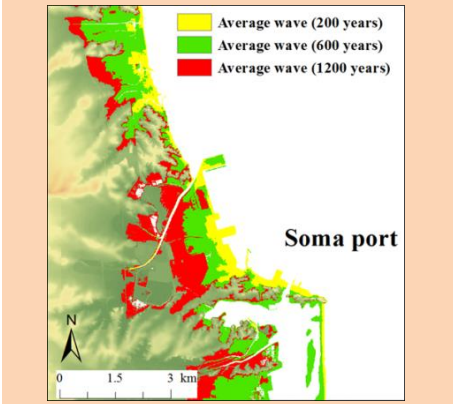 Average wave (200 years)
Average wave (600 years)
Average wave (1200 years)
Soma port
N
0 1.5 3 km